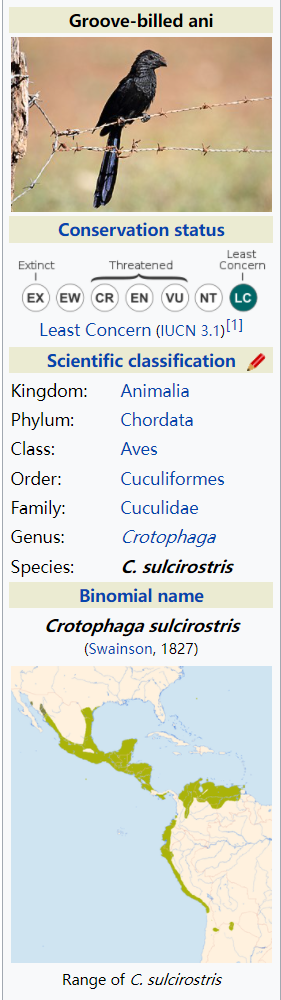 Groove-billed ani
Conservation status
Extinct
Threatened
Least
Concern
EX EW CR EN VU NT LC
Least Concern (IUCN 3.1)[1]
Scientific classification
Kingdom: Animalia
Phylum: Chordata
Class: Aves
Order: Cuculiformes
Family: Cuculidae
Genus: Crotophaga
Species: C. sulcirostris
Binomial name
Crotophaga sulcirostris
(Swainson, 1827)
Range of C. sulcirostris